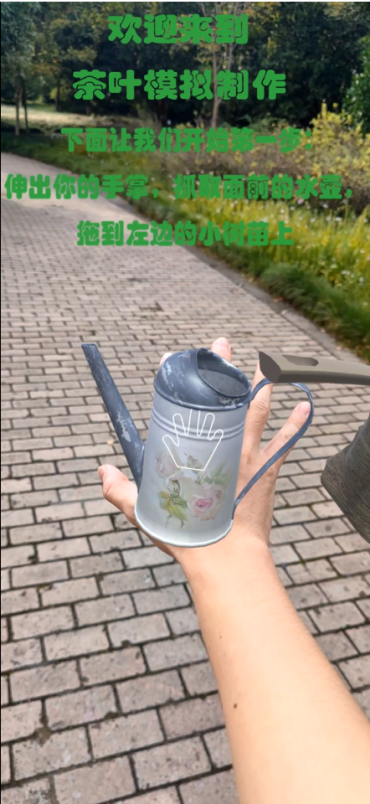 欢迎来到
茶叶模拟制作
下面让我们开始第一步：
伸出你的手掌，抓取面前的水壶，
拖到左边的小树苗上